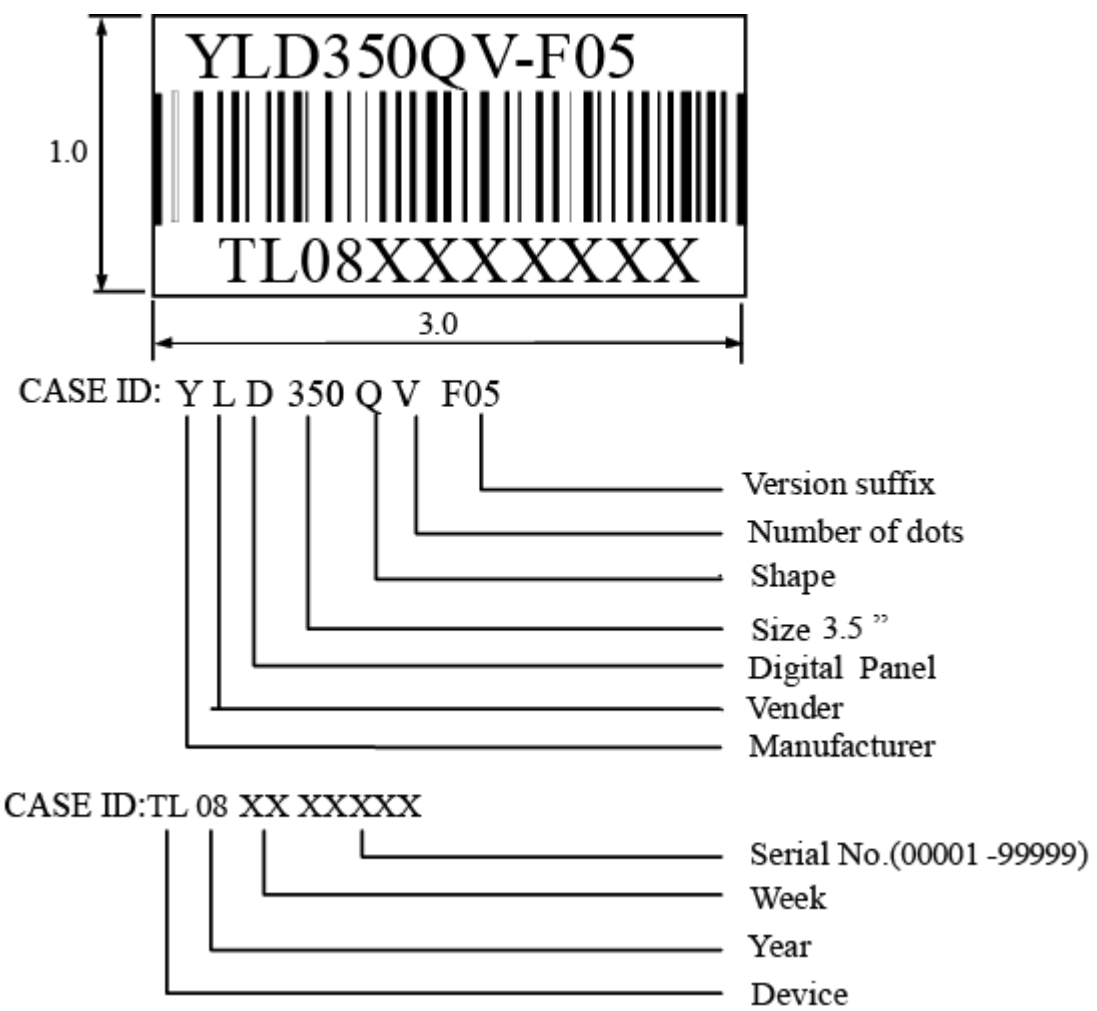 YLD350QV-F05
1.0
TL08XXXXXXX
3.0
CASE ID: Y L D 350 Q V F05
Version suffix
Number of dots
Shape
Size 3.5 ”
Digital Panel
Vender
Manufacturer
CASE ID:TL 08 XX XXXXX
Serial No.(00001 -99999)
Week
Year
Device